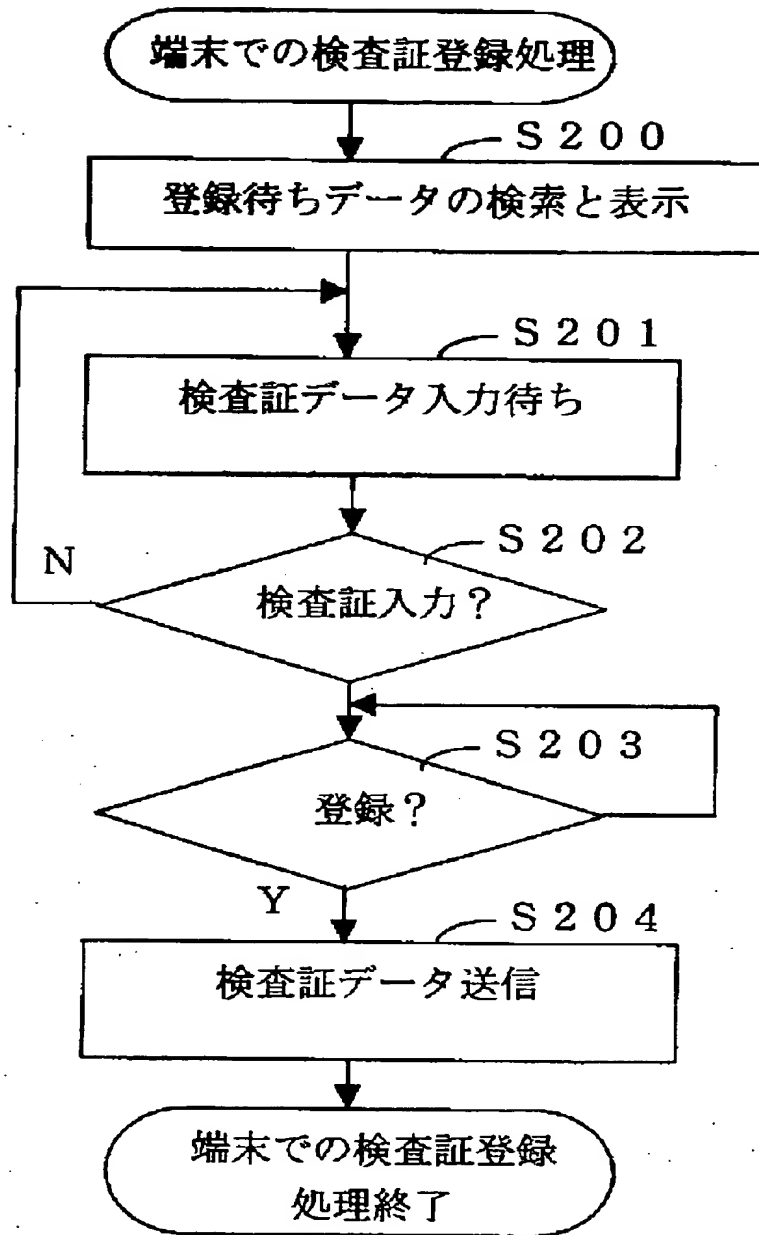 端末での検査証登録処理
S200
登録待ちデータの検索と表示
S201
検査証データ入力待ち
S202
N
検査証入力?
S203
登録?
Y
S204
検査証データ送信
端末での検査証登録
処理終了